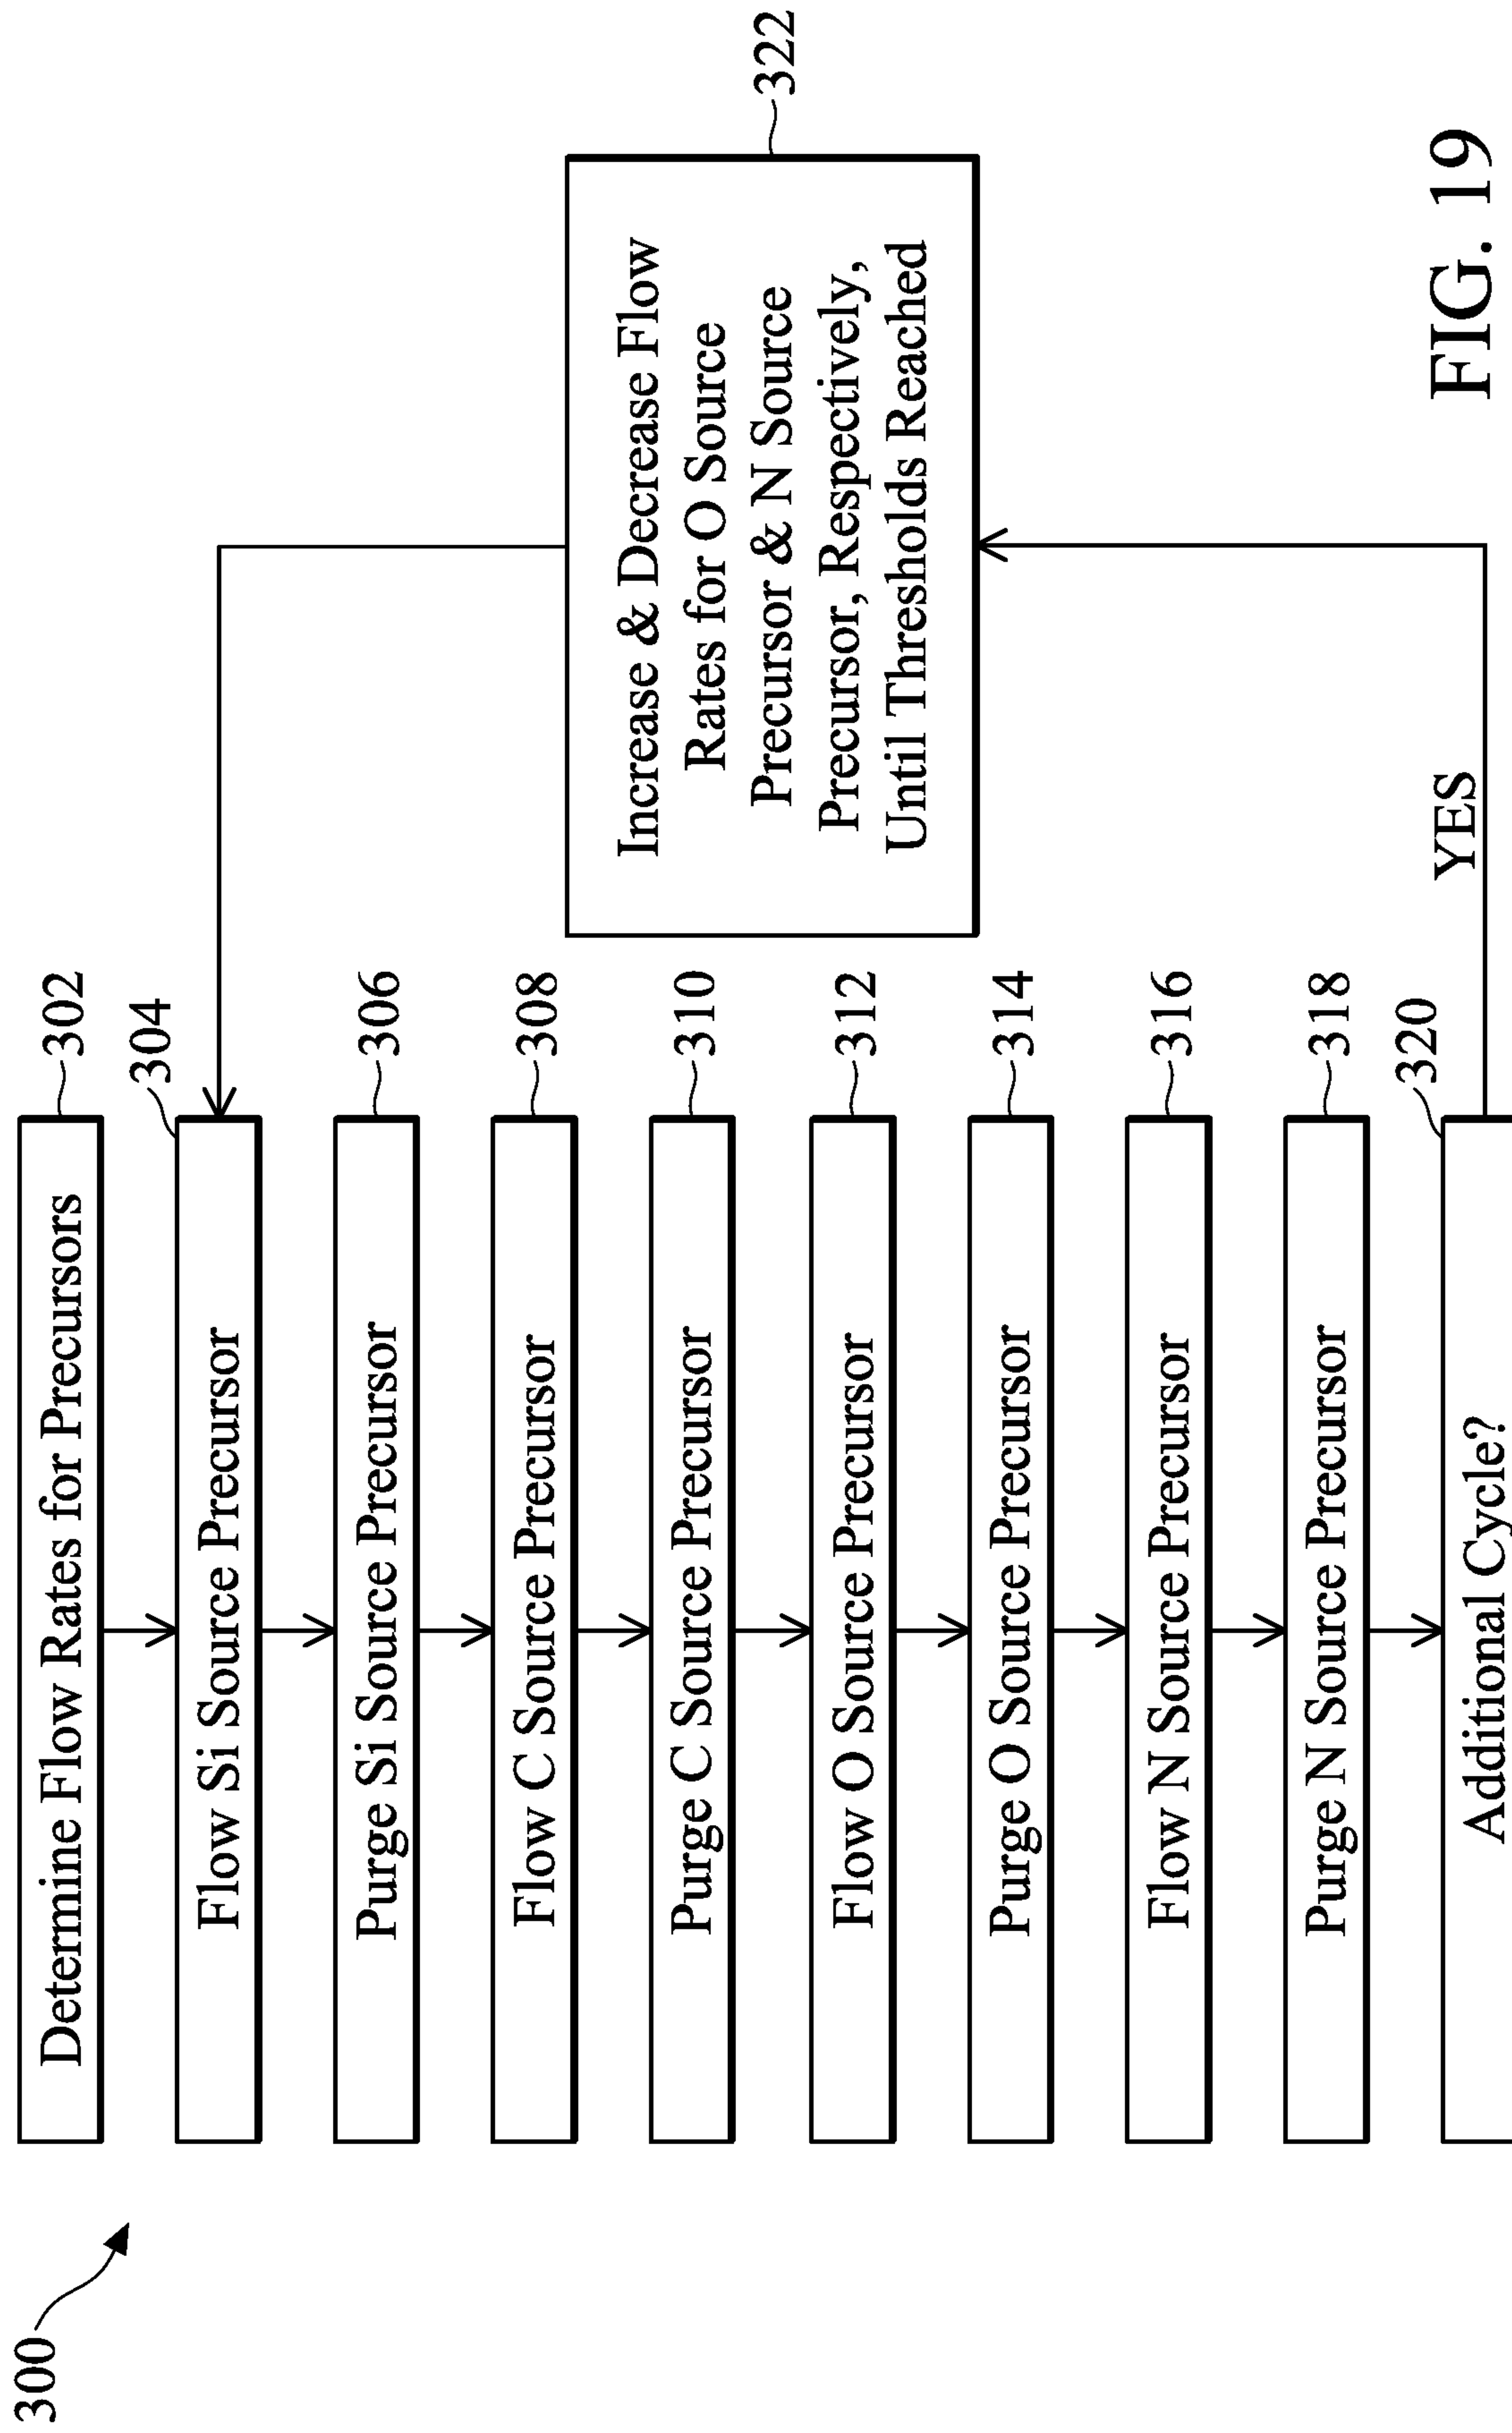 300
Determine Flow Rates for Precursors
302
304
Flow Si Source Precursor
Purge Si Source Precursor
306
Flow C Source Precursor
308
Purge C Source Precursor
310
Flow O Source Precursor
312
Purge O Source Precursor
314
Flow N Source Precursor
316
Purge N Source Precursor
318
320
Additional Cycle?
YES
Increase & Decrease Flow
Rates for O Source
Precursor & N Source
Precursor, Respectively,
Until Thresholds Reached
322
FIG. 19